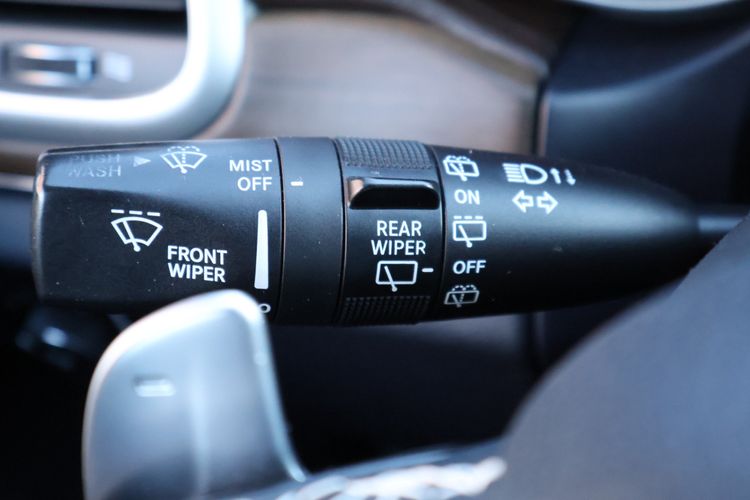 PUSH
WASH
MIST
OFF
FRONT
WIPER
REAR
WIPER
ON
OFF